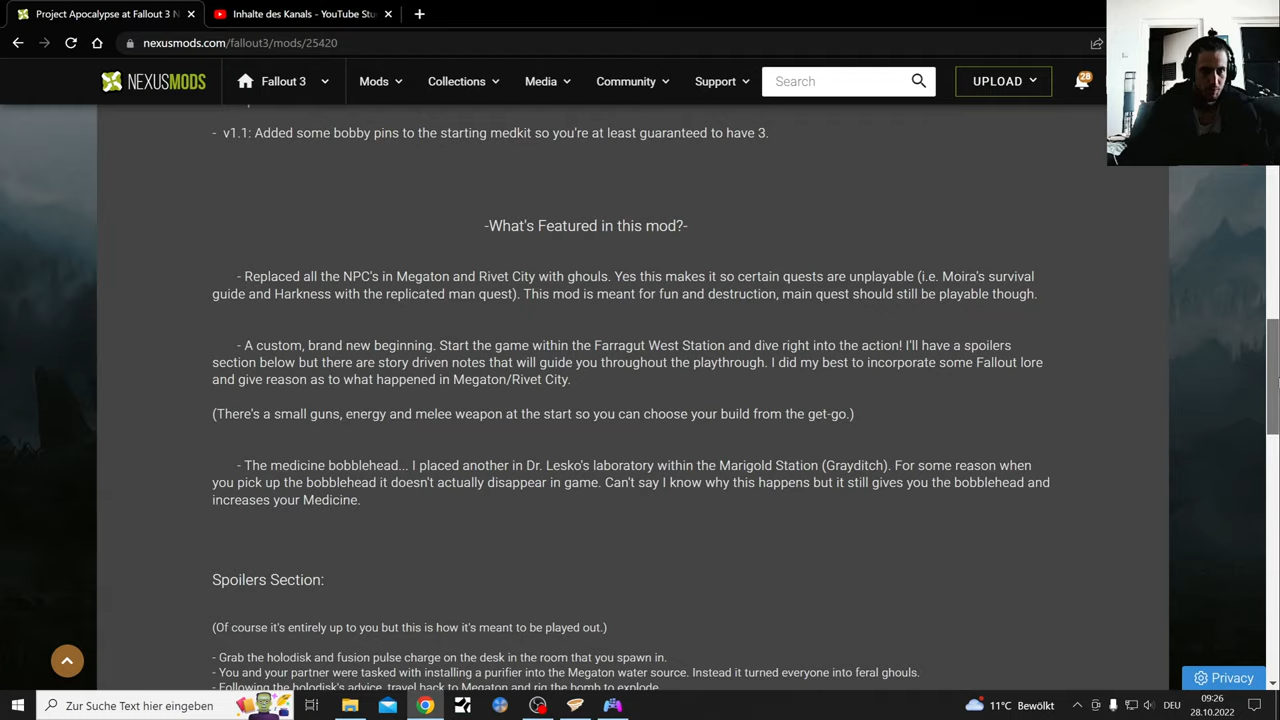 Project Apocalypse at Fallout 3 N
Inhalte des Kanals - YouTube Stu
nexusmods.com/fallout3/mods/25420
NEXUSMODS
Fallout 3
Mods
Collections
Media
Community
Support
Search
UPLOAD
28
- v1.1: Added some bobby pins to the starting medkit so you're at least guaranteed to have 3.
-What's Featured in this mod?-
- Replaced all the NPC's in Megaton and Rivet City with ghouls. Yes this makes it so certain quests are unplayable (i.e. Moira's survival
guide and Harkness with the replicated man quest). This mod is meant for fun and destruction, main quest should still be playable though.
- A custom, brand new beginning. Start the game within the Farragut West Station and dive right into the action! I'll have a spoilers
section below but there are story driven notes that will guide you throughout the playthrough. I did my best to incorporate some Fallout lore
and give reason as to what happened in Megaton/Rivet City.
(There's a small guns, energy and melee weapon at the start so you can choose your build from the get-go.)
- The medicine bobblehead... I placed another in Dr. Lesko's laboratory within the Marigold Station (Grayditch). For some reason when
you pick up the bobblehead it doesn't actually disappear in game. Can't say I know why this happens but it still gives you the bobblehead and
increases your Medicine.
Spoilers Section:
(Of course it's entirely up to you but this is how it's meant to be played out.)
- Grab the holodisk and fusion pulse charge on the desk in the room that you spawn in.
- You and your partner were tasked with installing a purifier into the Megaton water source. Instead it turned everyone into feral ghouls.
- Following the holodisk's advice, travel back to Megaton and rig the bomb to explode.
Privacy
Zur Suche Text hier eingeben
11°C Bewölkt
DEU
09:26
28.10.2022